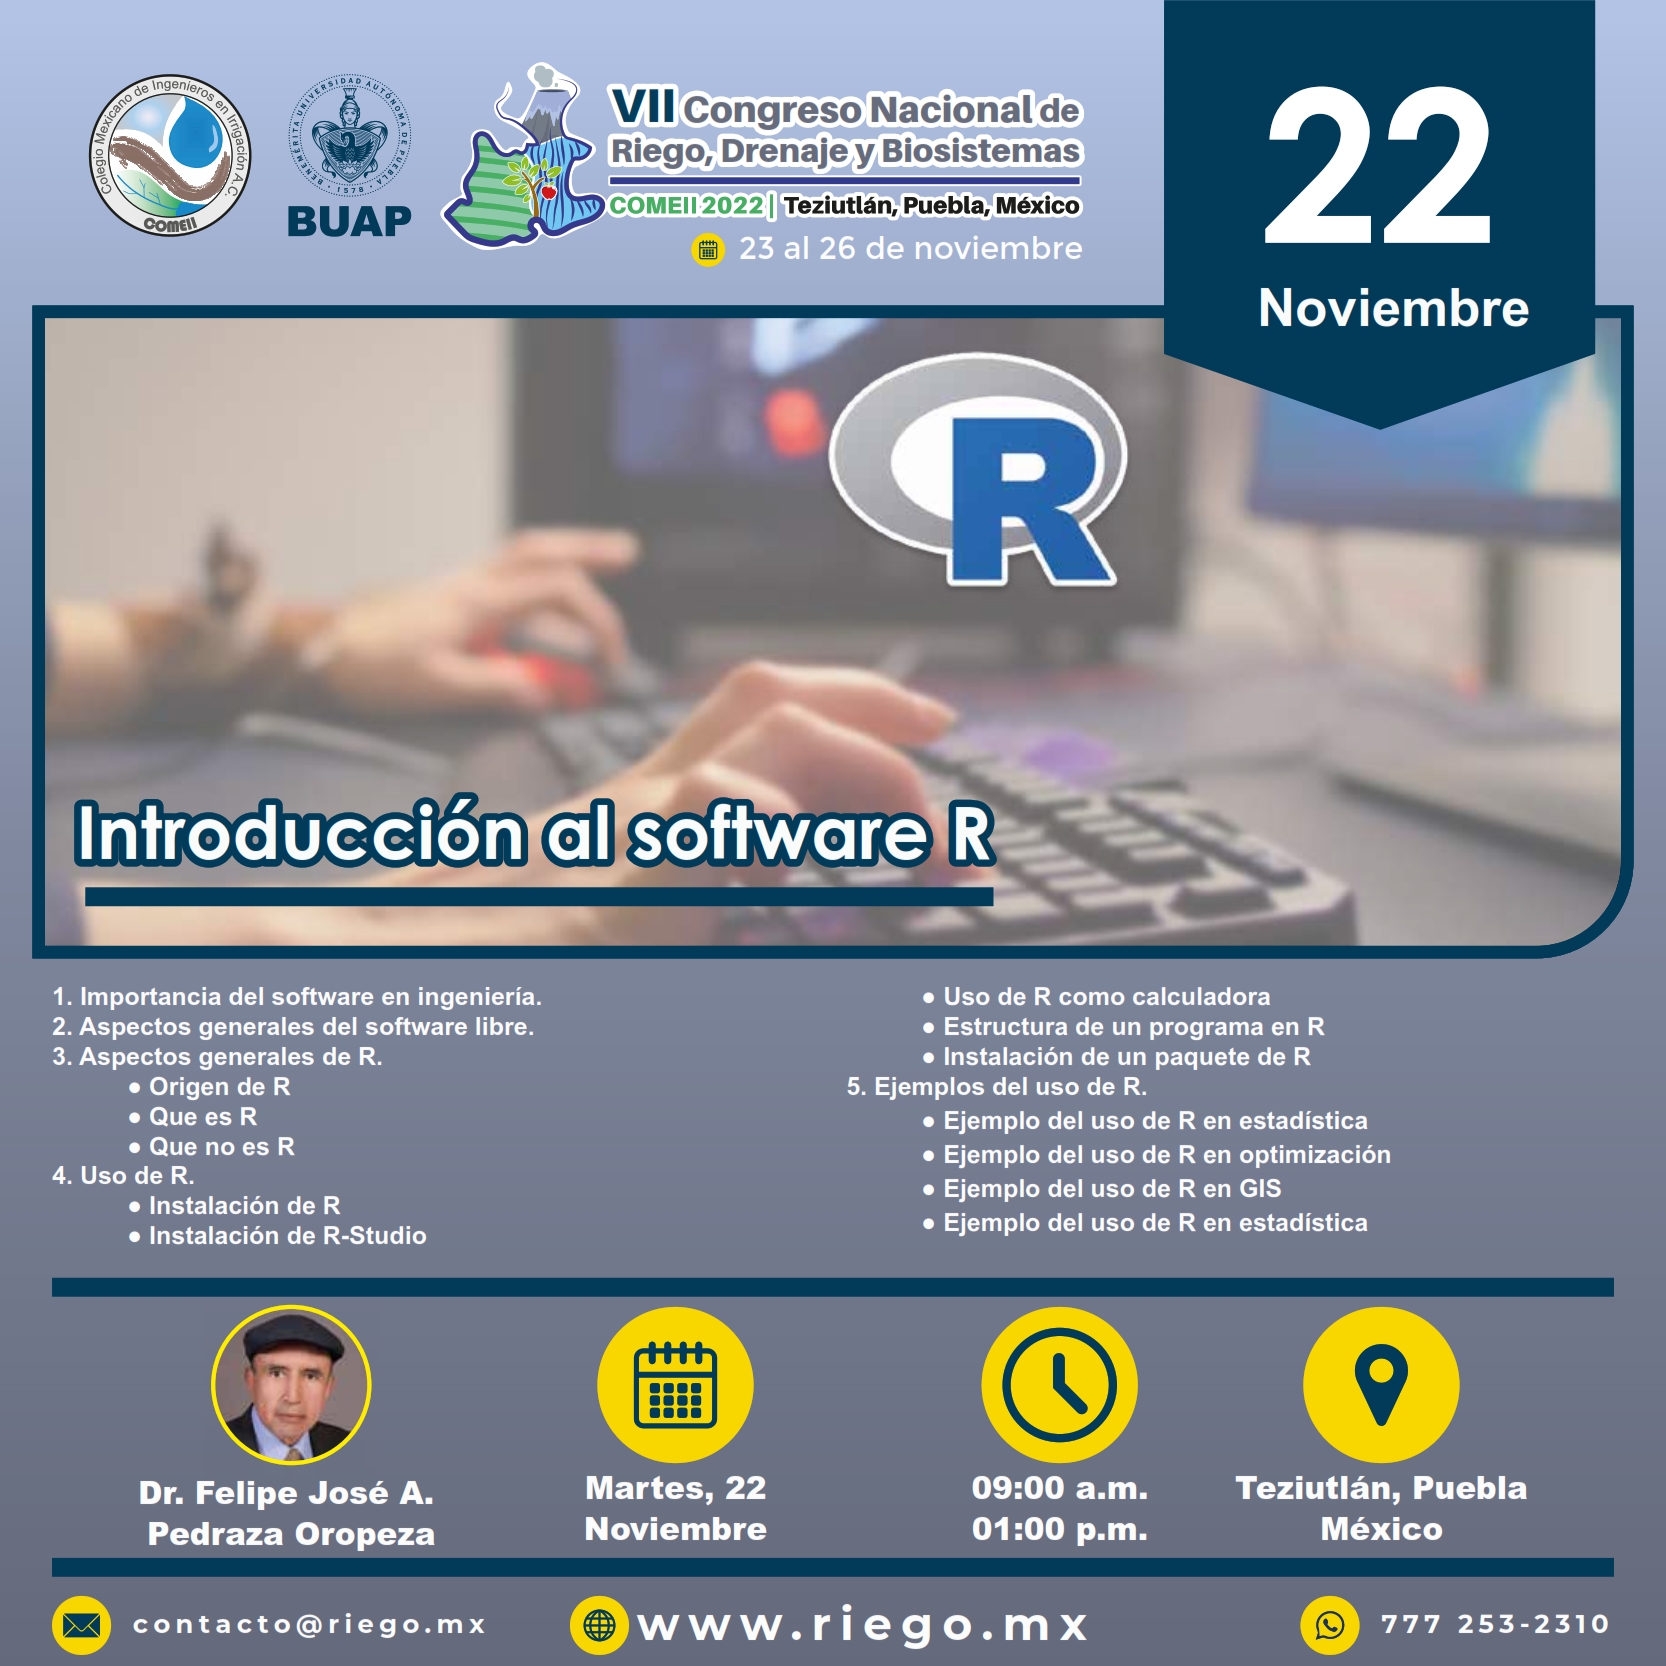 Colegio Mexicano de Ingenieros en Irrigación A.C.
COMEII
BENEMÉRITA UNIVERSIDAD AUTÓNOMA DE PUEBLA
1578
BUAP
VII Congreso Nacional de
Riego, Drenaje y Biosistemas
COMEII 2022 | Teziutlán, Puebla, México
23 al 26 de noviembre
22
Noviembre
R
Introducción al software R
1. Importancia del software en ingeniería.
2. Aspectos generales del software libre.
3. Aspectos generales de R.
● Origen de R
● Que es R
● Que no es R
4. Uso de R.
● Instalación de R
● Instalación de R-Studio
● Uso de R como calculadora
● Estructura de un programa en R
● Instalación de un paquete de R
5. Ejemplos del uso de R.
● Ejemplo del uso de R en estadística
● Ejemplo del uso de R en optimización
● Ejemplo del uso de R en GIS
● Ejemplo del uso de R en estadística
Dr. Felipe José A.
Pedraza Oropeza
Martes, 22
Noviembre
09:00 a.m.
01:00 p.m.
Teziutlán, Puebla
México
contacto@riego.mx
www.riego.mx
777 253-2310